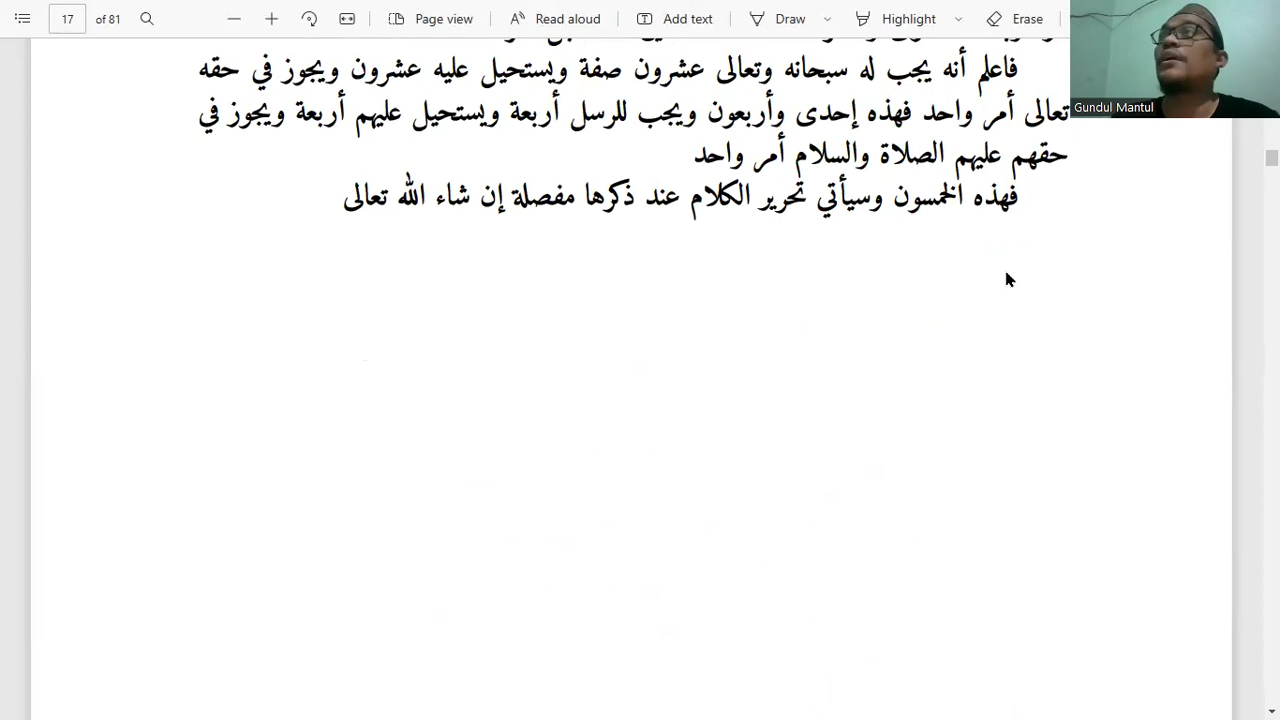 17
of 81
Page view
Read aloud
Add text
Draw
Highlight
Erase
Gundul Mantul
فاعلم أنه يجب له سبحانه وتعالى عشرون صفة ويستحيل عليه عشرون ويجوز في حقه
تعالى أمر واحد فهذه إحدى وأربعون ويجب للرسل أربعة ويستحيل عليهم أربعة ويجوز في
حقهم عليهم الصلاة والسلام أمر واحد
فهذه الخمسون وسيأتي تحرير الكلام عند ذكرها مفصلة إن شاء الله تعالى